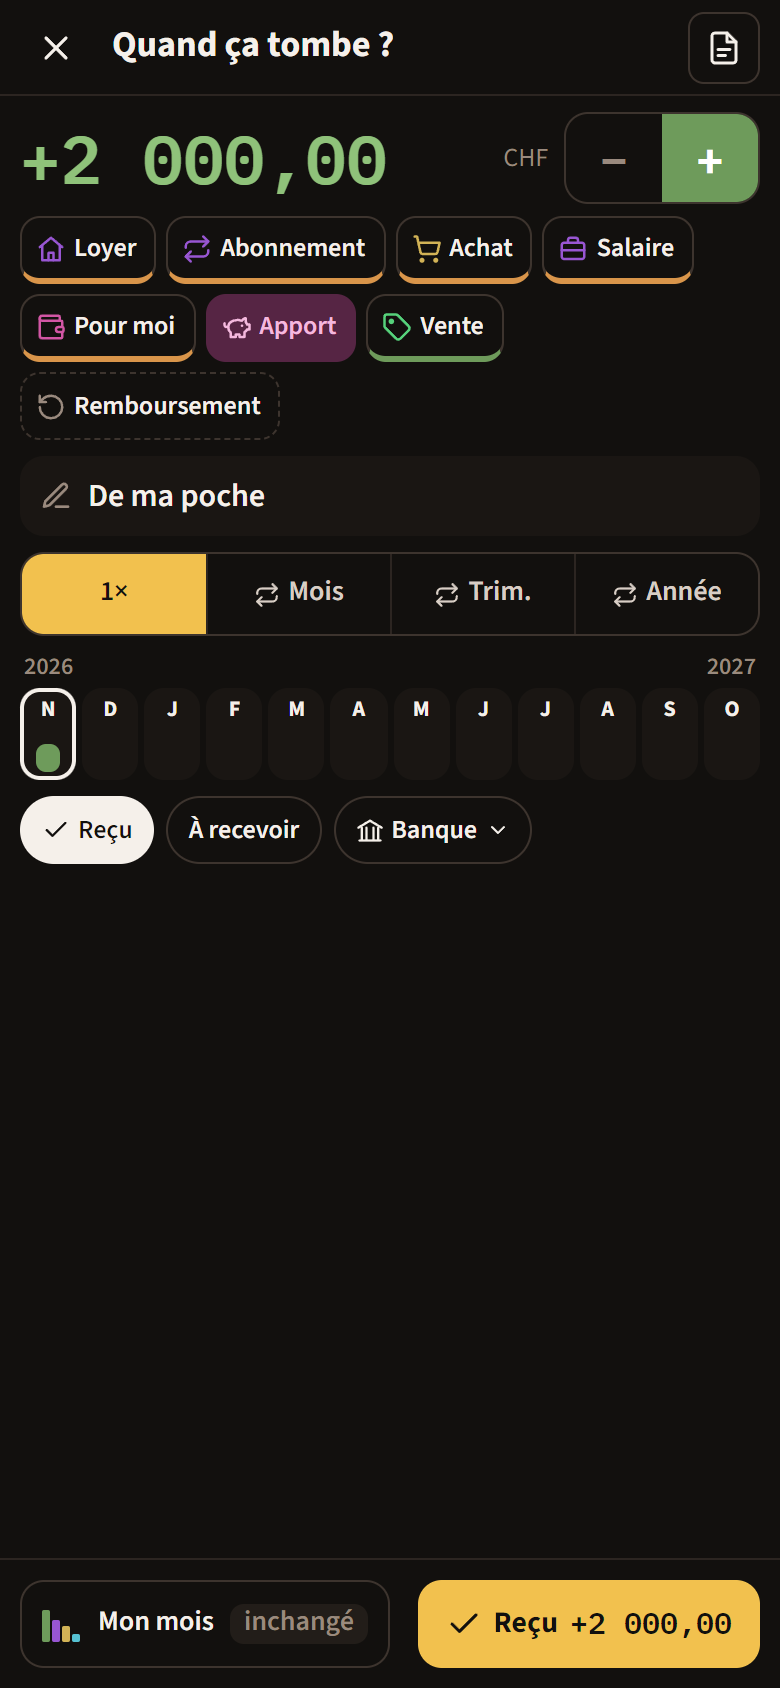 Quand ça tombe ?
+2 000,00 CHF − +
Loyer Abonnement Achat Salaire
Pour moi Apport Vente
Remboursement
De ma poche
1× Mois Trim. Année
2026 2027
N D J F M A M J J A S O
Reçu À recevoir Banque
Mon mois inchangé Reçu +2 000,00